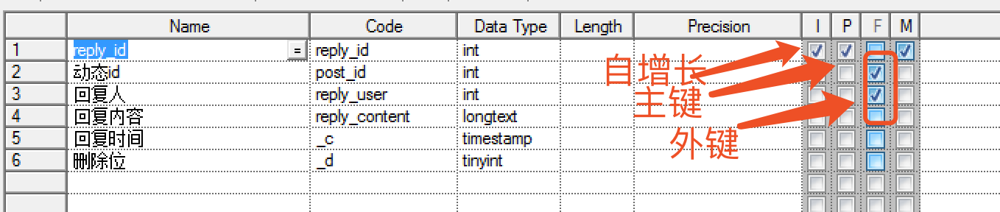 Name Code Data Type Length Precision I P F M
1 reply_id = reply_id int
2 动态id post_id int
3 回复人 reply_user int
4 回复内容 reply_content longtext
5 回复时间 _c timestamp
6 删除位 _d tinyint
自增长
主键
外键